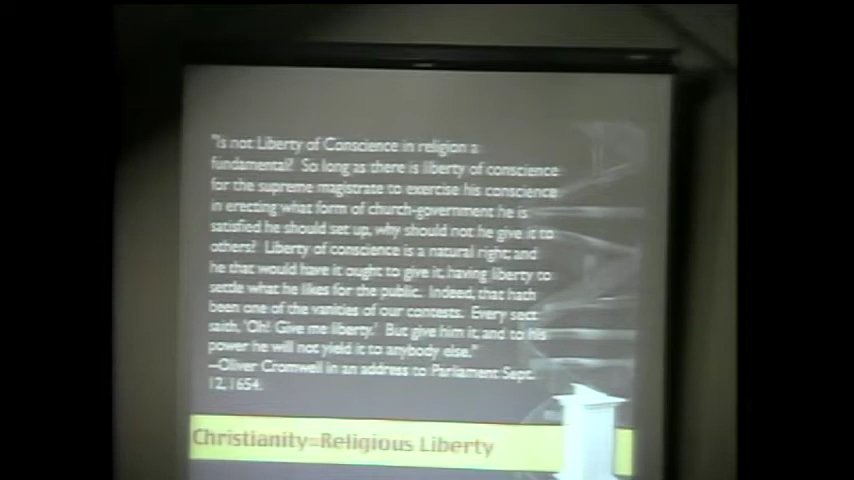 "Is not Liberty of Conscience in religion a
fundamental? So long as there is liberty of conscience
for the supreme magistrate to exercise his conscience
in erecting what form of church-government he is
satisfied he should set up, why should not he give it to
others? Liberty of conscience is a natural right; and
he that would have it ought to give it, having liberty to
settle what he likes for the public. Indeed, that hath
been one of the vanities of our contests. Every sect
saith, 'Oh! Give me liberty.' But give him it, and to his
power he will not yield it to anybody else."
—Oliver Cromwell in an address to Parliament Sept.
12, 1654.
Christianity=Religious Liberty